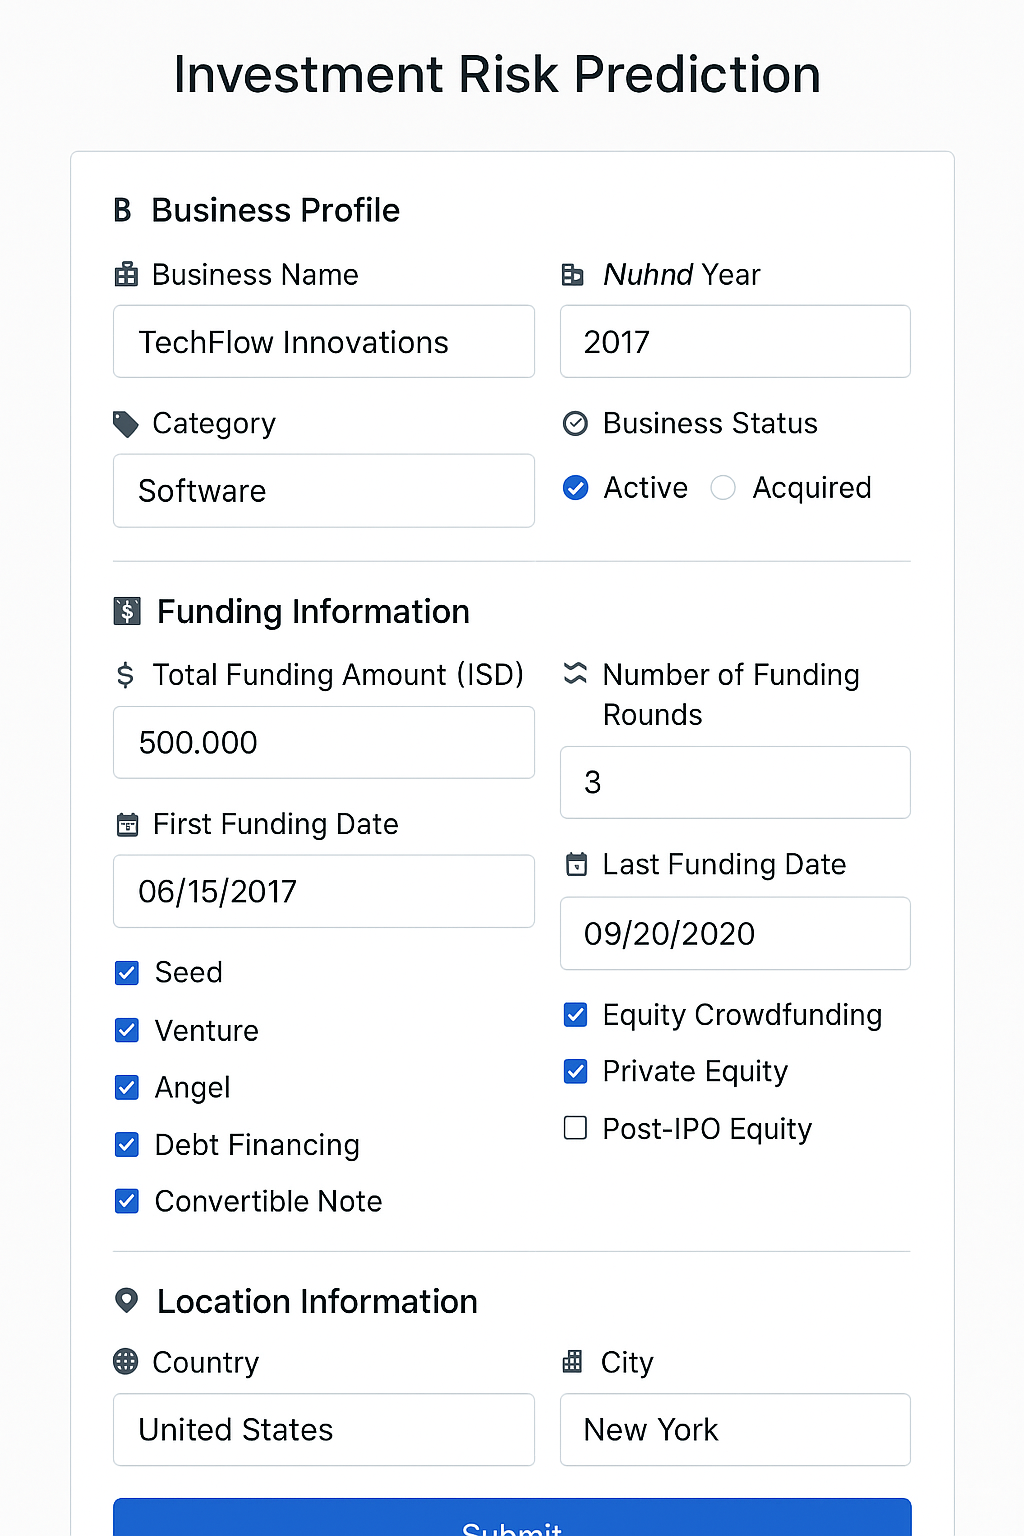 Investment Risk Prediction
B Business Profile
Business Name
Nuhnd Year
TechFlow Innovations
2017
Category
Business Status
Software
Active
Acquired
Funding Information
Total Funding Amount (ISD)
Number of Funding
Rounds
500.000
3
First Funding Date
Last Funding Date
06/15/2017
09/20/2020
Seed
Venture
Angel
Debt Financing
Convertible Note
Equity Crowdfunding
Private Equity
Post-IPO Equity
Location Information
Country
City
United States
New York
Submit